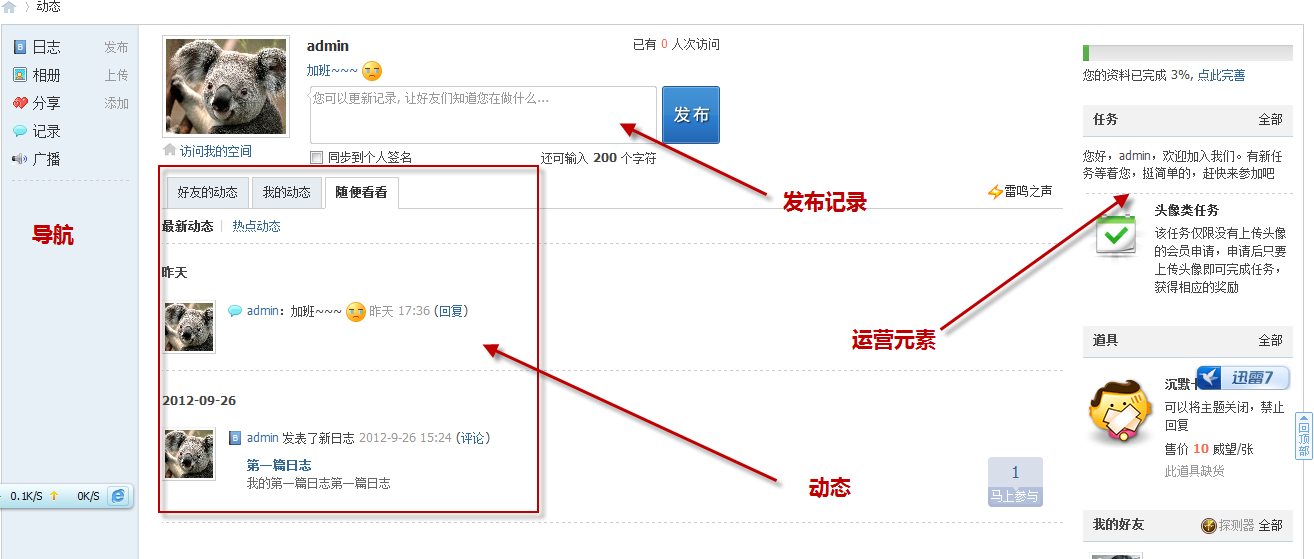 〉动态
日志 发布
相册 上传
分享 添加
记录
广播
导航
0.1K/S 0K/S
admin
已有 0 人次访问
加班~~~
您可以更新记录, 让好友们知道您在做什么...
发布
访问我的空间
同步到个人签名
还可输入 200 个字符
发布记录
好友的动态 我的动态 随便看看
雷鸣之声
最新动态 热点动态
昨天
admin：加班~~~ 昨天 17:36 (回复)
2012-09-26
admin 发表了新日志 2012-9-26 15:24 (评论)
第一篇日志
我的第一篇日志第一篇日志
动态
1
马上参与
运营元素
您的资料已完成 3%, 点此完善
任务 全部
您好，admin，欢迎加入我们。有新任
务等着您，挺简单的，赶快来参加吧
头像类任务
该任务仅限没有上传头像
的会员申请，申请后只要
上传头像即可完成任务，
获得相应的奖励
道具 全部
沉默卡
迅雷7
可以将主题关闭，禁止
回复
售价 10 威望/张
此道具缺货
回顶部
我的好友 探测器 全部